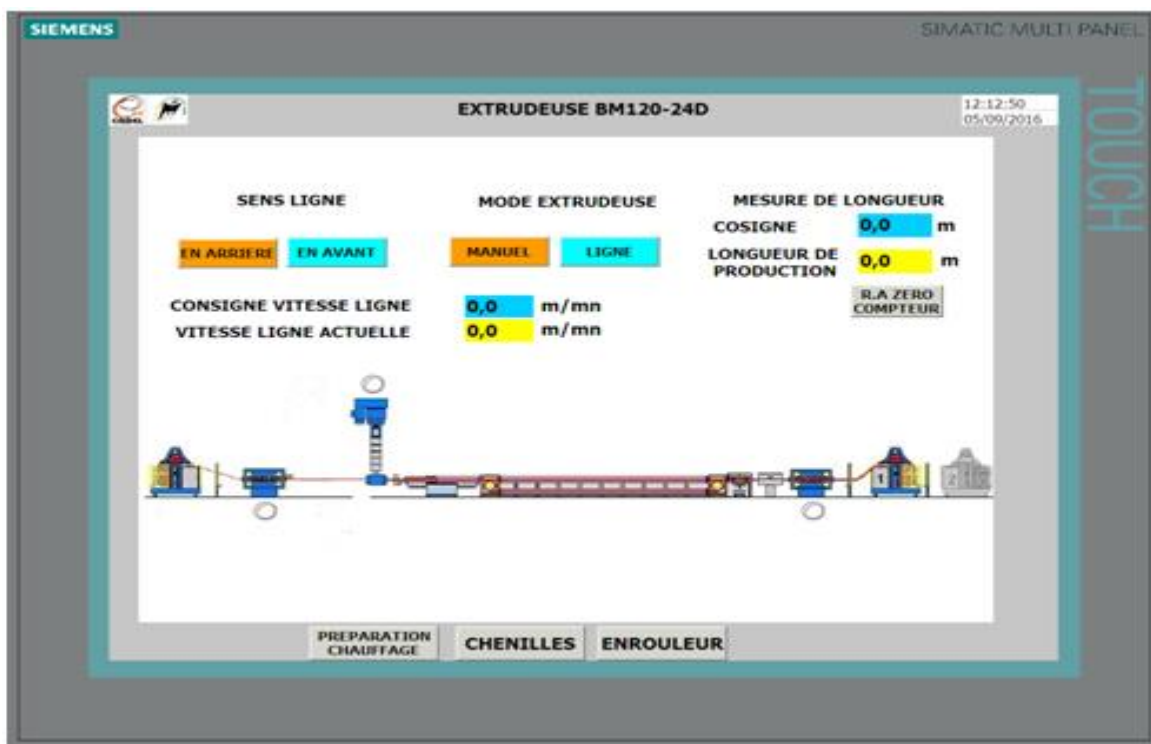 SIEMENS
SIMATIC MULTI PANEL
TOUCH
EXTRUDEUSE BM120-24D
12:12:50
05/09/2016
SENS LIGNE
EN ARRIERE EN AVANT
MODE EXTRUDEUSE
MANUEL LIGNE
MESURE DE LONGUEUR
COSIGNE 0,0 m
LONGUEUR DE
PRODUCTION 0,0 m
R.A ZERO
COMPTEUR
CONSIGNE VITESSE LIGNE 0,0 m/mn
VITESSE LIGNE ACTUELLE 0,0 m/mn
1
2
PREPARATION
CHAUFFAGE
CHENILLES
ENROULEUR